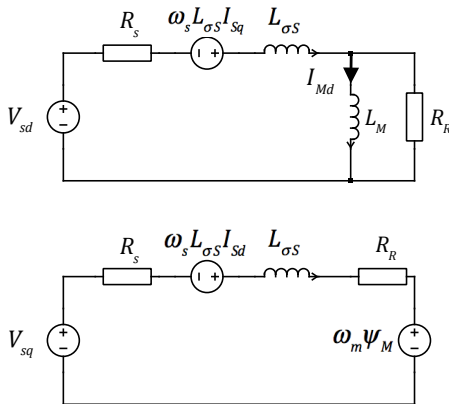 R_s ω_s L_σS I_Sq L_σS
− +
V_sd + − I_Md L_M R_R
R_s ω_s L_σS I_Sd L_σS R_R
− +
V_sq + − ω_m ψ_M + −